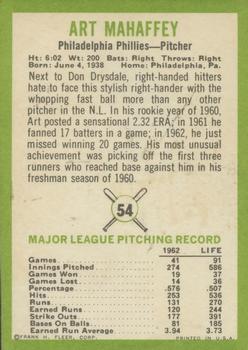 ART MAHAFFEY
Philadelphia Phillies—Pitcher
Ht: 6:02 Wt: 200 Bats: Right Throws: Right
Born: June 4, 1938 Home: Philadelphia, Pa.
Next to Don Drysdale, right-handed hitters
hate to face this stylish right-hander with the
whopping fast ball more than any other
pitcher in the N.L. In his rookie year of 1960,
Art posted a sensational 2.32 ERA; in 1961 he
fanned 17 batters in a game; in 1962, he just
missed winning 20 games. His most unusual
achievement was in picking off the first three
runners who reached base against him in his
freshman season of 1960.
54
MAJOR LEAGUE PITCHING RECORD
1962 LIFE
Games 41 91
Innings Pitched 274 586
Games Won 19 37
Games Lost 14 36
Percentage .576 .507
Hits 253 536
Runs 131 270
Earned Runs 120 244
Strike Outs 177 391
Bases On Balls 81 185
Earned Run Average 3.94 3.73
©FRANK H. FLEER, CORP. PRINTED IN U.S.A.